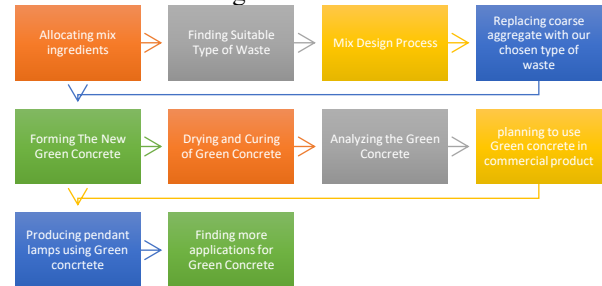 Allocating mix
ingredients
Finding Suitable
Type of Waste
Mix Design Process
Replacing coarse
aggregate with our
chosen type of
waste
Forming The New
Green Concrete
Drying and Curing
of Green Concrete
Analyzing the Green
Concrete
planning to use
Green concrete in
commercial product
Producing pendant
lamps using Green
concrtete
Finding more
applications for
Green Concrete